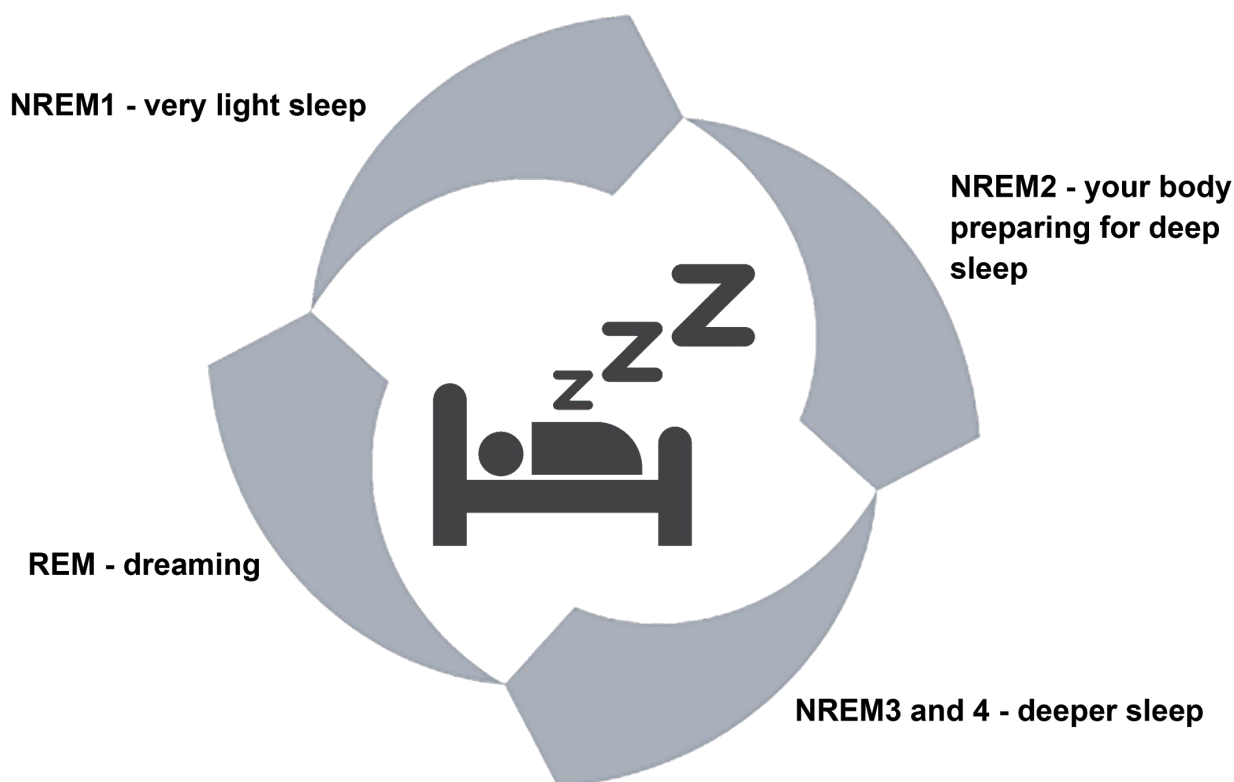 NREM1 - very light sleep
NREM2 - your body
preparing for deep
sleep
z
z
z
REM - dreaming
NREM3 and 4 - deeper sleep